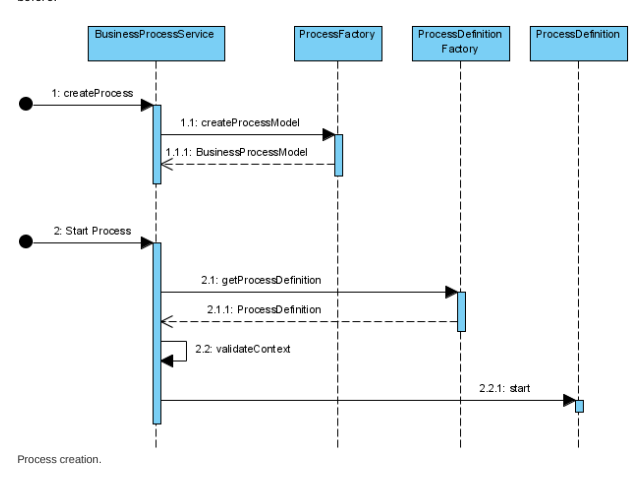 BusinessProcessService
ProcessFactory
ProcessDefinition
Factory
ProcessDefinition
1: createProcess
1.1: createProcessModel
1.1.1: BusinessProcessModel
2: Start Process
2.1: getProcessDefinition
2.1.1: ProcessDefinition
2.2: validateContext
2.2.1: start
Process creation.